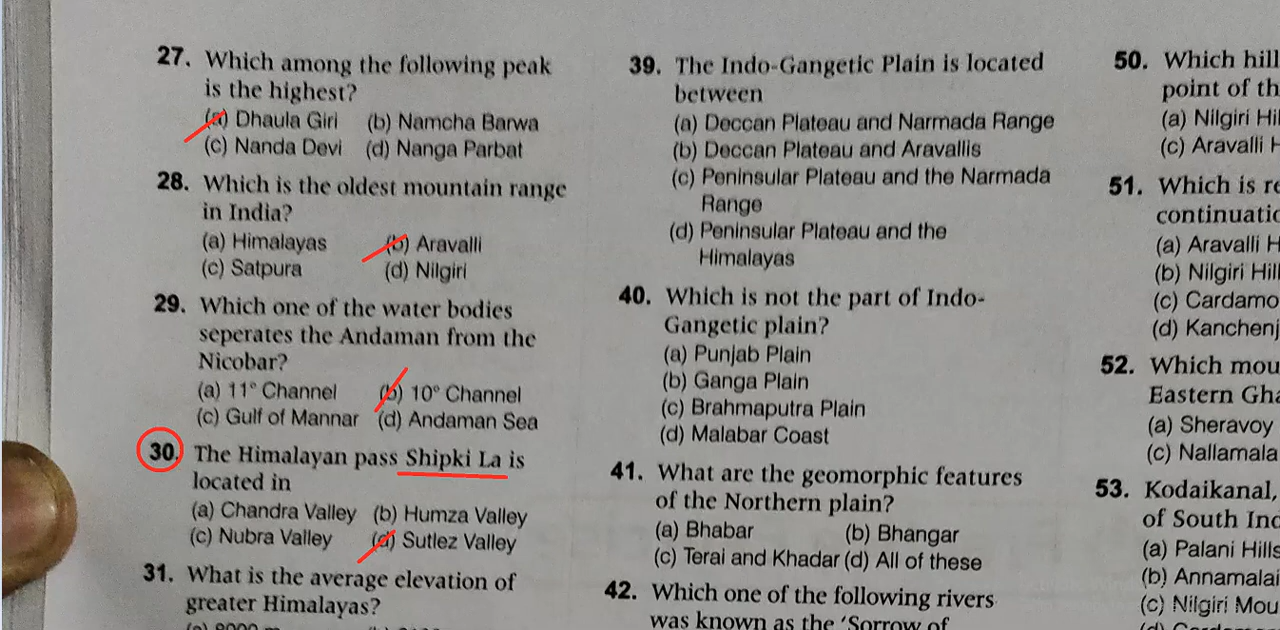 27. Which among the following peak
is the highest?
(a) Dhaula Giri (b) Namcha Barwa
(c) Nanda Devi (d) Nanga Parbat
28. Which is the oldest mountain range
in India?
(a) Himalayas (b) Aravalli
(c) Satpura (d) Nilgiri
29. Which one of the water bodies
seperates the Andaman from the
Nicobar?
(a) 11° Channel (b) 10° Channel
(c) Gulf of Mannar (d) Andaman Sea
30. The Himalayan pass Shipki La is
located in
(a) Chandra Valley (b) Humza Valley
(c) Nubra Valley (d) Sutlez Valley
31. What is the average elevation of
greater Himalayas?
39. The Indo-Gangetic Plain is located
between
(a) Deccan Plateau and Narmada Range
(b) Deccan Plateau and Aravallis
(c) Peninsular Plateau and the Narmada
Range
(d) Peninsular Plateau and the
Himalayas
40. Which is not the part of Indo-
Gangetic plain?
(a) Punjab Plain
(b) Ganga Plain
(c) Brahmaputra Plain
(d) Malabar Coast
41. What are the geomorphic features
of the Northern plain?
(a) Bhabar (b) Bhangar
(c) Terai and Khadar (d) All of these
42. Which one of the following rivers
was known as the 'Sorrow of
50. Which hill
point of th
(a) Nilgiri Hil
(c) Aravalli H
51. Which is re
continuatio
(a) Aravalli H
(b) Nilgiri Hill
(c) Cardamo
(d) Kanchenj
52. Which mou
Eastern Gha
(a) Sheravoy
(c) Nallamala
53. Kodaikanal,
of South Ind
(a) Palani Hills
(b) Annamalai
(c) Nilgiri Mou